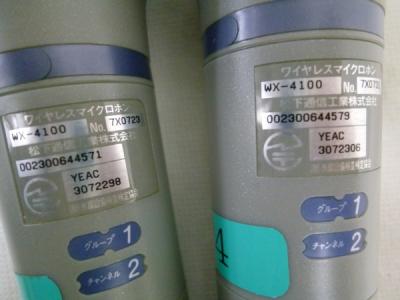 ワイヤレスマイクロホン
WX-4100 No. 7X0723
松下通信工業株式会社
002300644571
YEAC
3072298
グループ 1
チャンネル 2
ワイヤレスマイクロホン
WX-4100 No. 7X0723
松下通信工業株式会社
002300644579
YEAC
3072306
グループ 1
チャンネル 2
4